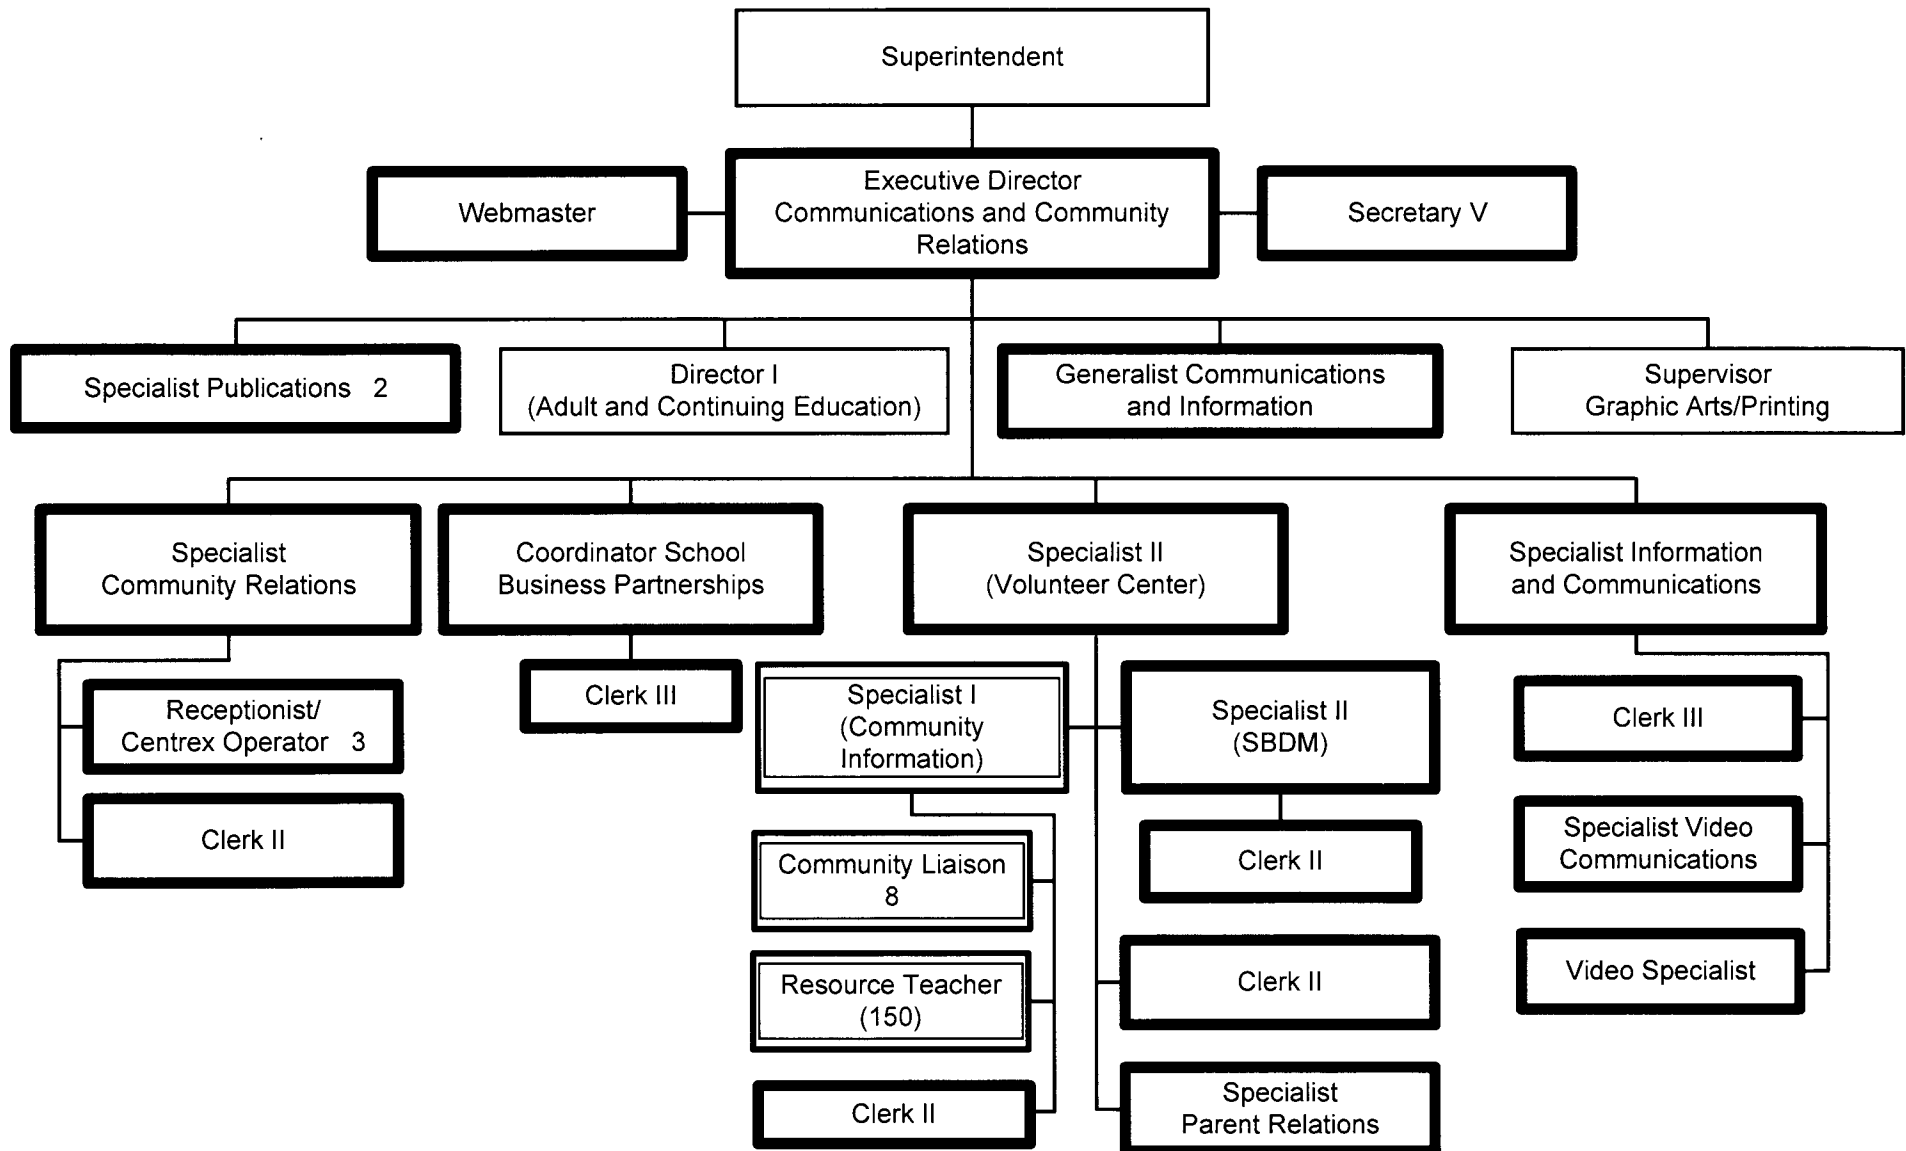 Superintendent
Webmaster
Executive Director
Communications and Community
Relations
Secretary V
Specialist Publications 2
Director I
(Adult and Continuing Education)
Generalist Communications
and Information
Supervisor
Graphic Arts/Printing
Specialist
Community Relations
Coordinator School
Business Partnerships
Specialist II
(Volunteer Center)
Specialist Information
and Communications
Receptionist/
Centrex Operator 3
Clerk II
Clerk III
Specialist I
(Community
Information)
Community Liaison
8
Resource Teacher
(150)
Clerk II
Specialist II
(SBDM)
Clerk II
Clerk II
Specialist
Parent Relations
Clerk III
Specialist Video
Communications
Video Specialist